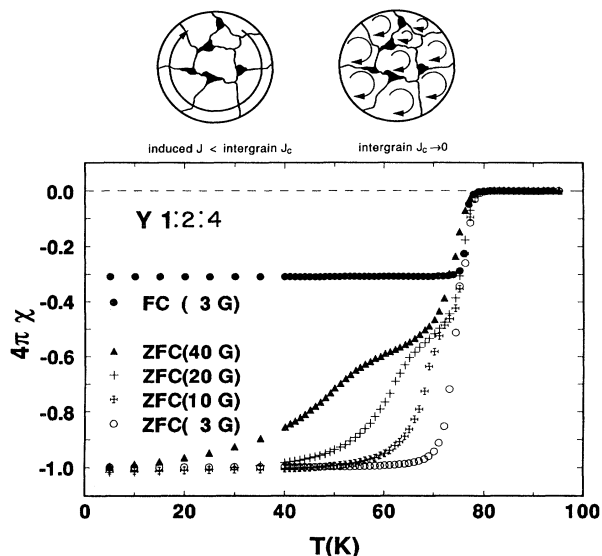 induced J < intergrain Jc
intergrain Jc→0
0.0
-0.2
-0.4
-0.6
-0.8
-1.0
4π χ
Y 1:2:4
● FC ( 3 G)
▲ ZFC(40 G)
+ ZFC(20 G)
✠ ZFC(10 G)
○ ZFC( 3 G)
0 20 40 60 80 100
T(K)